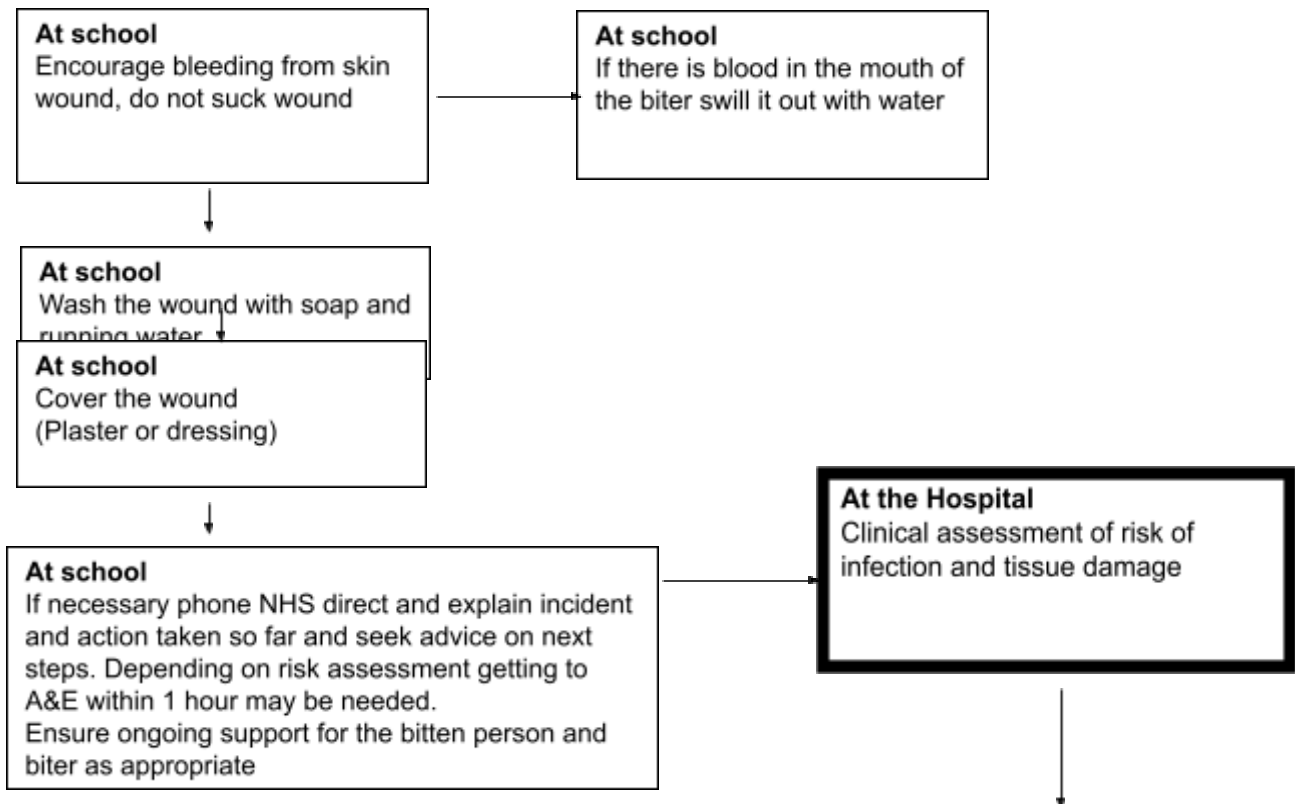 At school
Encourage bleeding from skin
wound, do not suck wound
At school
If there is blood in the mouth of
the biter swill it out with water
At school
Wash the wound with soap and
running water
At school
Cover the wound
(Plaster or dressing)
At the Hospital
Clinical assessment of risk of
infection and tissue damage
At school
If necessary phone NHS direct and explain incident
and action taken so far and seek advice on next
steps. Depending on risk assessment getting to
A&E within 1 hour may be needed.
Ensure ongoing support for the bitten person and
biter as appropriate